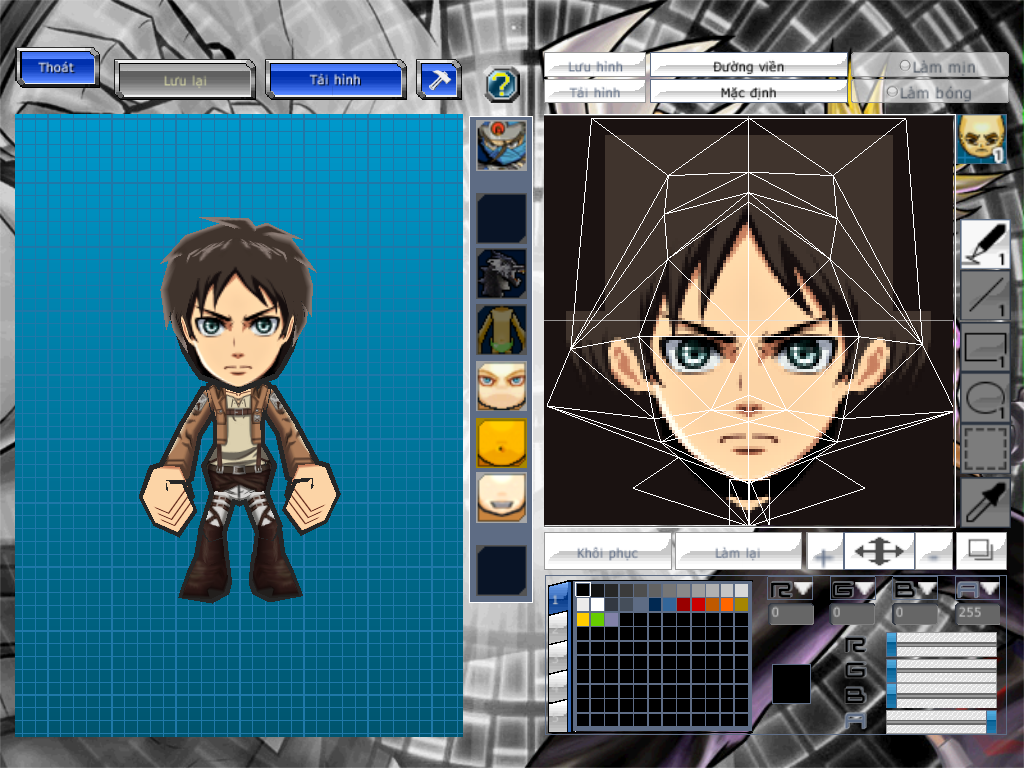 Thoát
Lưu lại
Tải hình
?
Lưu hình
Đường viền
Làm mịn
Tải hình
Mặc định
Làm bóng
1
1
1
1
1
Khôi phục
Làm lại
+
-
1
R
G
B
A
0
0
0
255
R
G
B
A